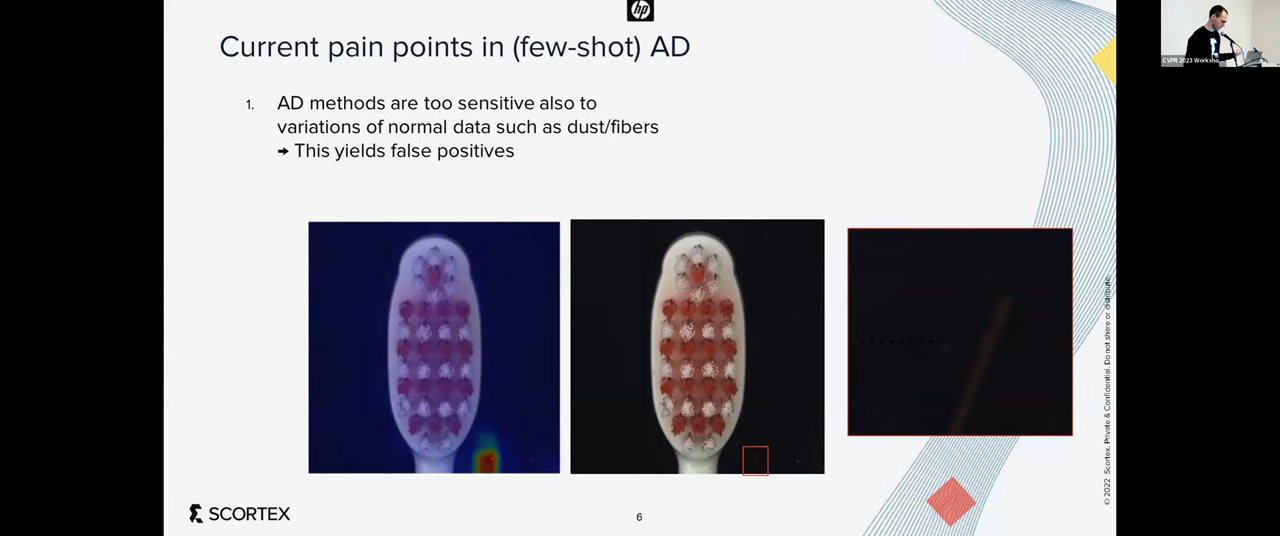 hp
Current pain points in (few-shot) AD
CVPR 2023 Worksho...
1. AD methods are too sensitive also to
variations of normal data such as dust/fibers
➔ This yields false positives
© 2022 Scortex. Private & Confidential. Do not share or distribute.
SCORTEX
6